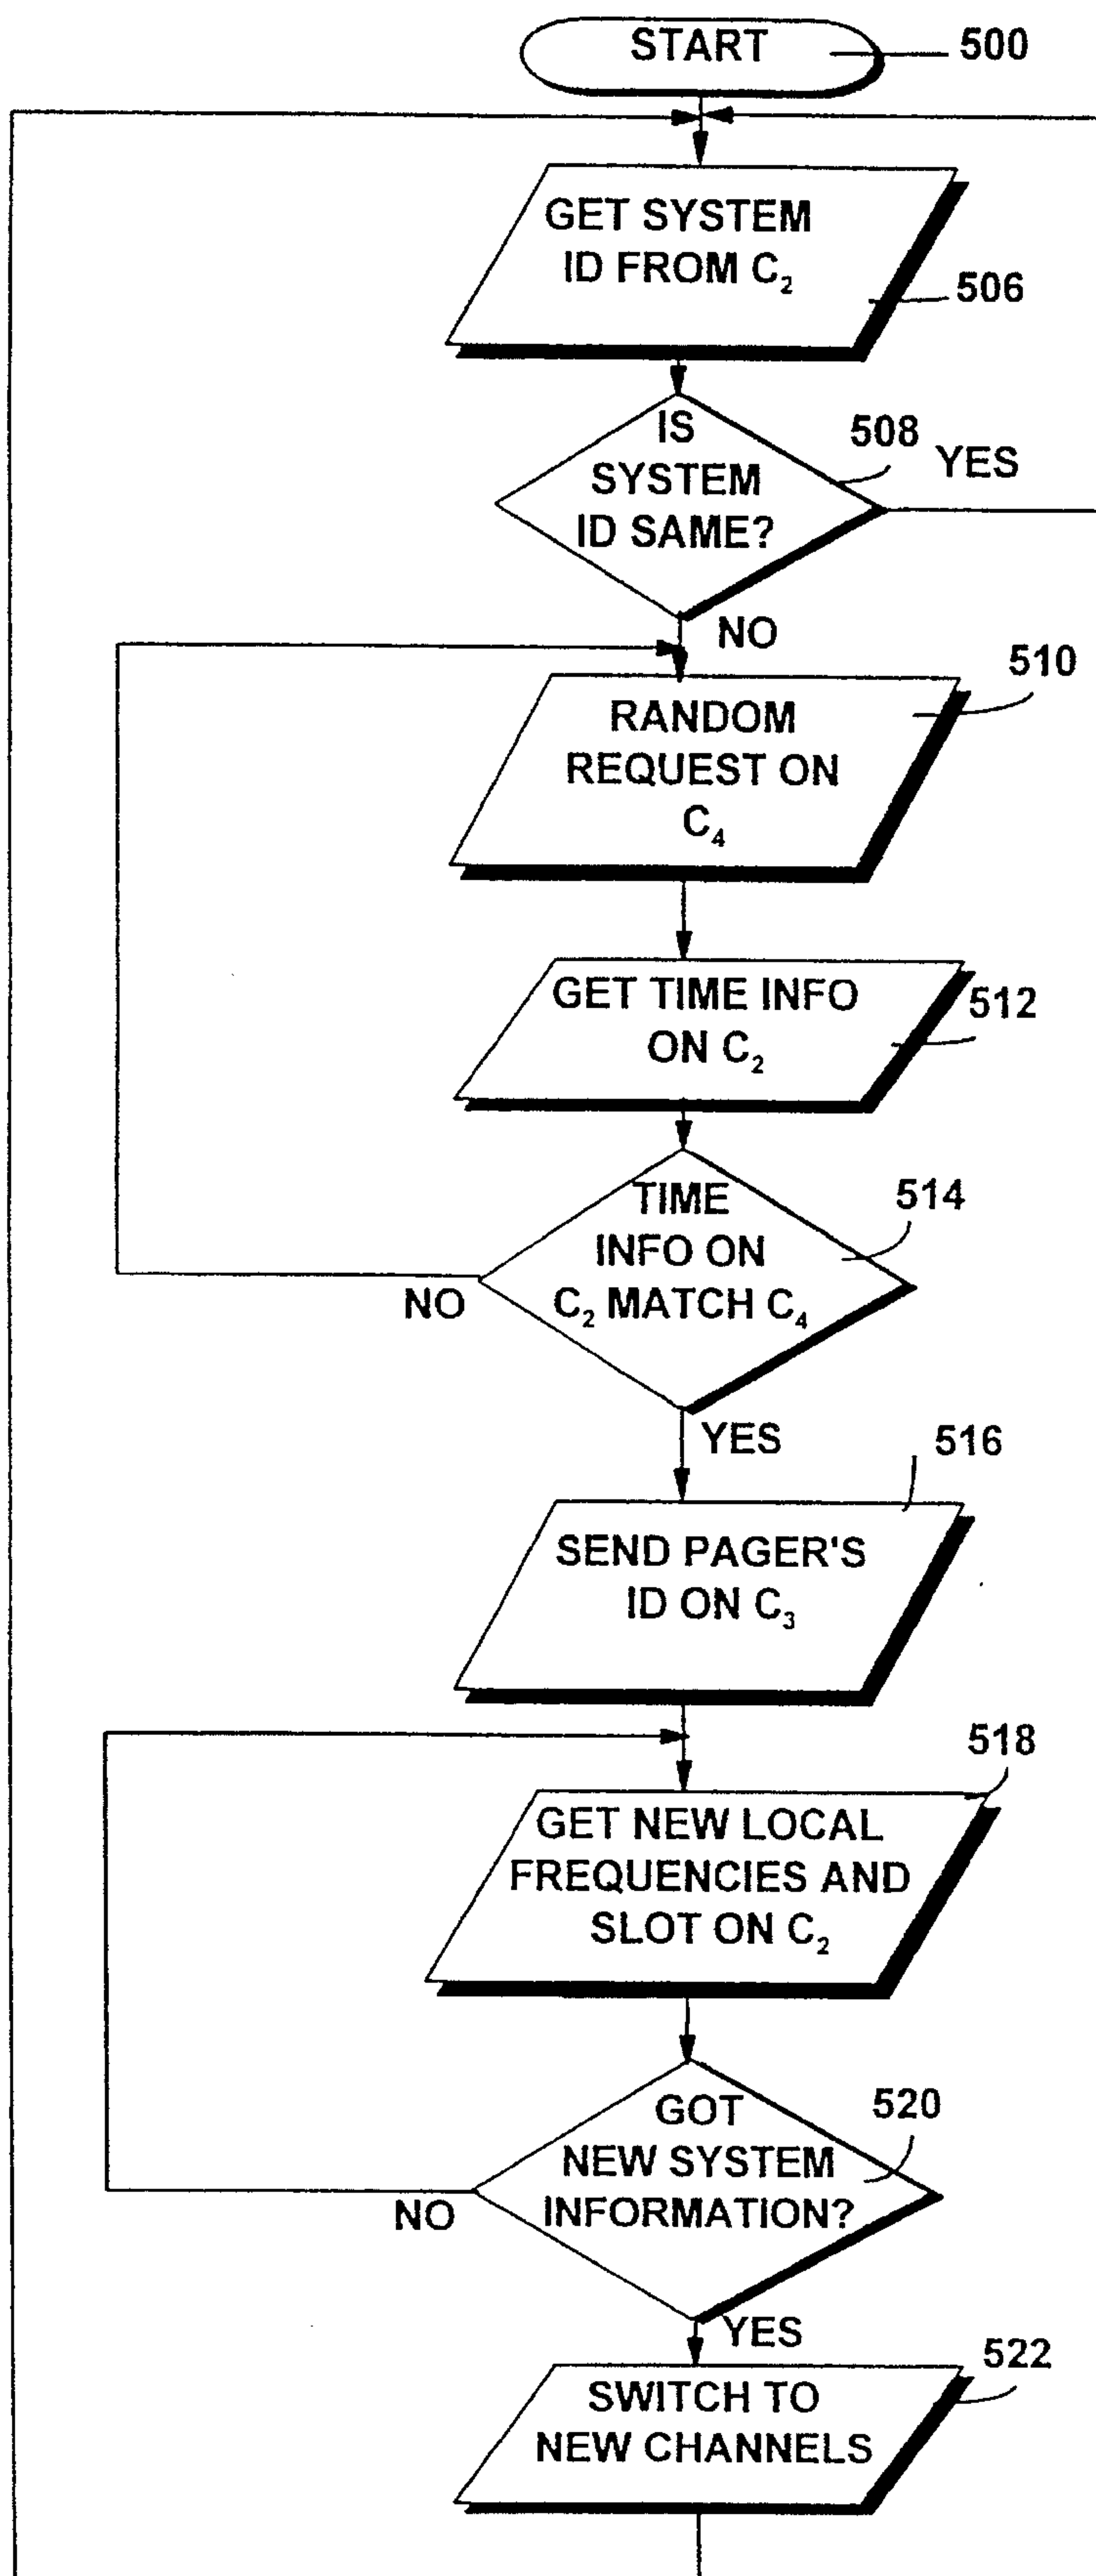 START
500
GET SYSTEM
ID FROM C₂
506
IS
SYSTEM
ID SAME?
508
YES
NO
510
RANDOM
REQUEST ON
C₄
GET TIME INFO
ON C₂
512
TIME
INFO ON
C₂ MATCH C₄
514
NO
YES
516
SEND PAGER'S
ID ON C₃
518
GET NEW LOCAL
FREQUENCIES AND
SLOT ON C₂
GOT
NEW SYSTEM
INFORMATION?
520
NO
YES
522
SWITCH TO
NEW CHANNELS